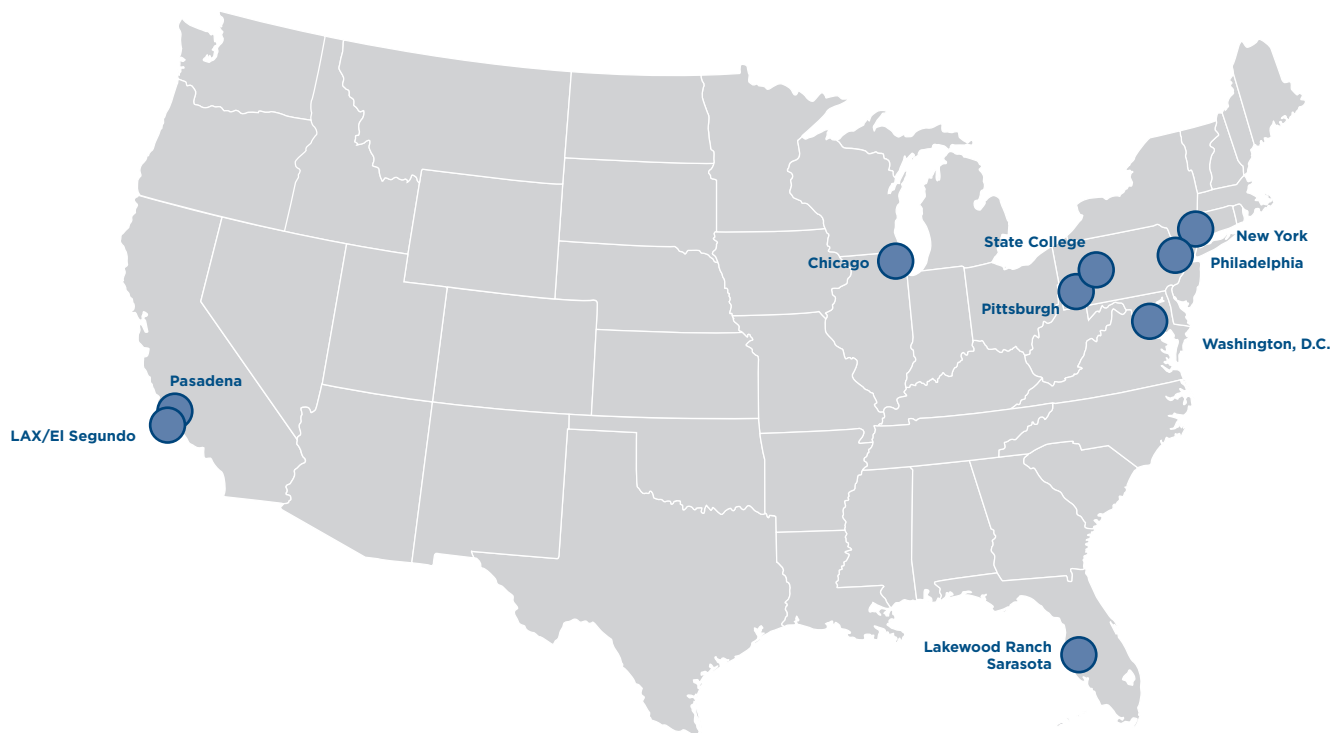 New York
State College
Chicago
Philadelphia
Pittsburgh
Washington, D.C.
Pasadena
LAX/El Segundo
Lakewood Ranch
Sarasota